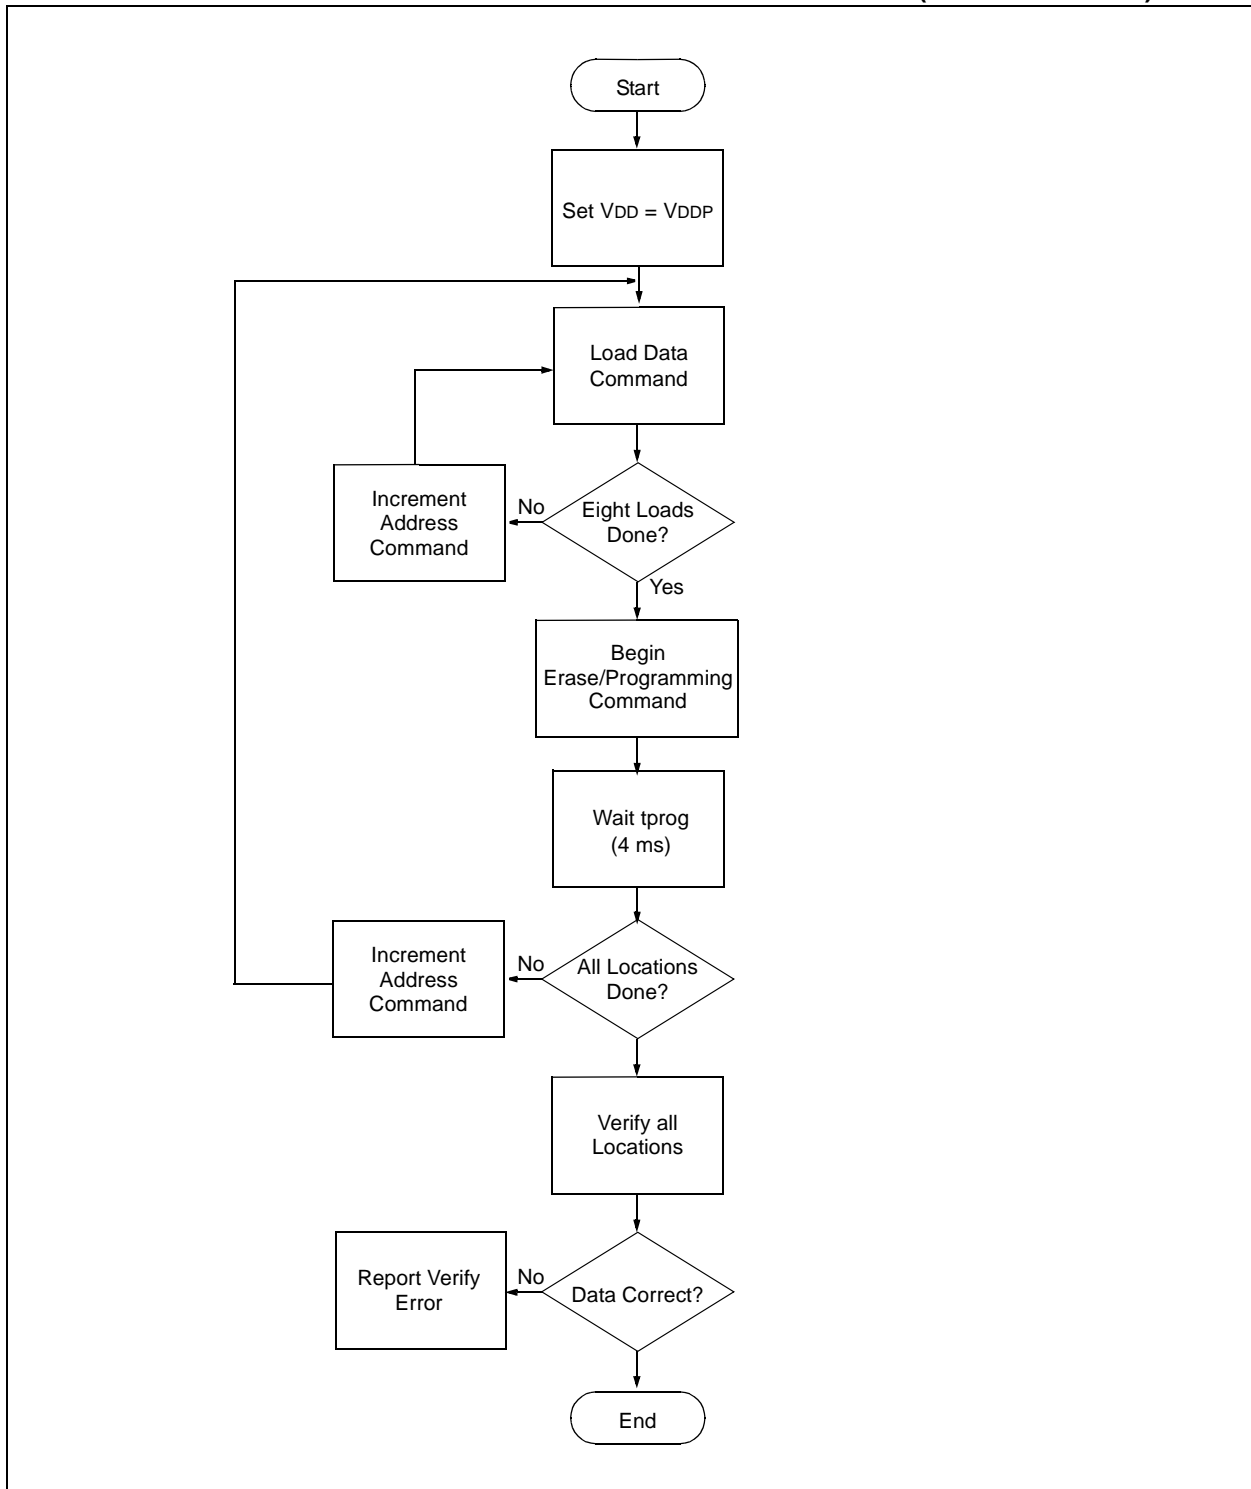 Start
Set VDD = VDDP
Load Data
Command
Increment
Address
Command
No
Eight Loads
Done?
Yes
Begin
Erase/Programming
Command
Wait tprog
(4 ms)
Increment
Address
Command
No
All Locations
Done?
Verify all
Locations
Report Verify
Error
No
Data Correct?
End